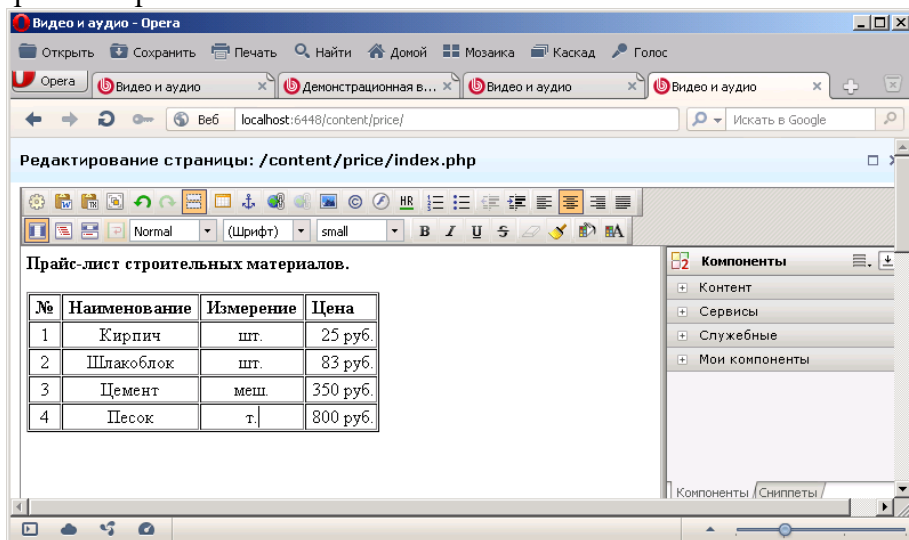 Видео и аудио - Opera
Открыть Сохранить Печать Найти Домой Мозаика Каскад Голос
Opera Видео и аудио Демонстрационная в... Видео и аудио Видео и аудио
Веб localhost:6448/content/price/ Искать в Google
Редактирование страницы: /content/price/index.php
HR
Normal (Шрифт) small B I U S A
Прайс-лист строительных материалов.
№ Наименование Измерение Цена
1 Кирпич шт. 25 руб.
2 Шлакоблок шт. 83 руб.
3 Цемент меш. 350 руб.
4 Песок т. 800 руб.
Компоненты
Контент
Сервисы
Служебные
Мои компоненты
Компоненты Сниппеты